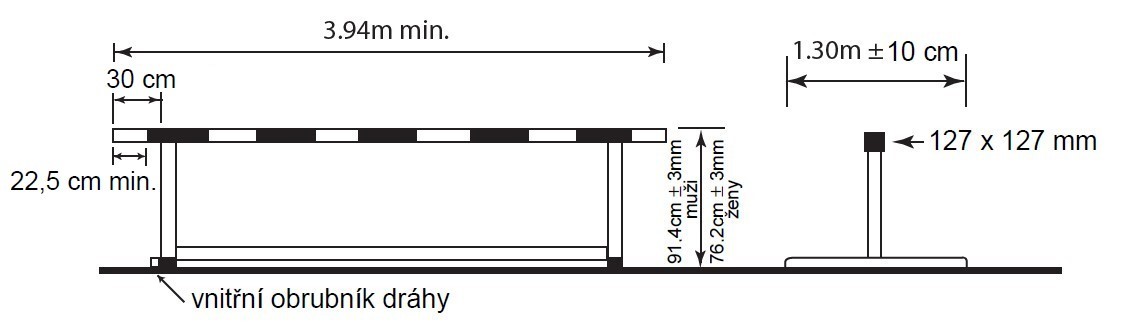 3.94m min.
30 cm
22,5 cm min.
91.4cm ± 3mm
muži
76.2cm ± 3mm
ženy
vnitřní obrubník dráhy
1.30m ± 10 cm
127 x 127 mm